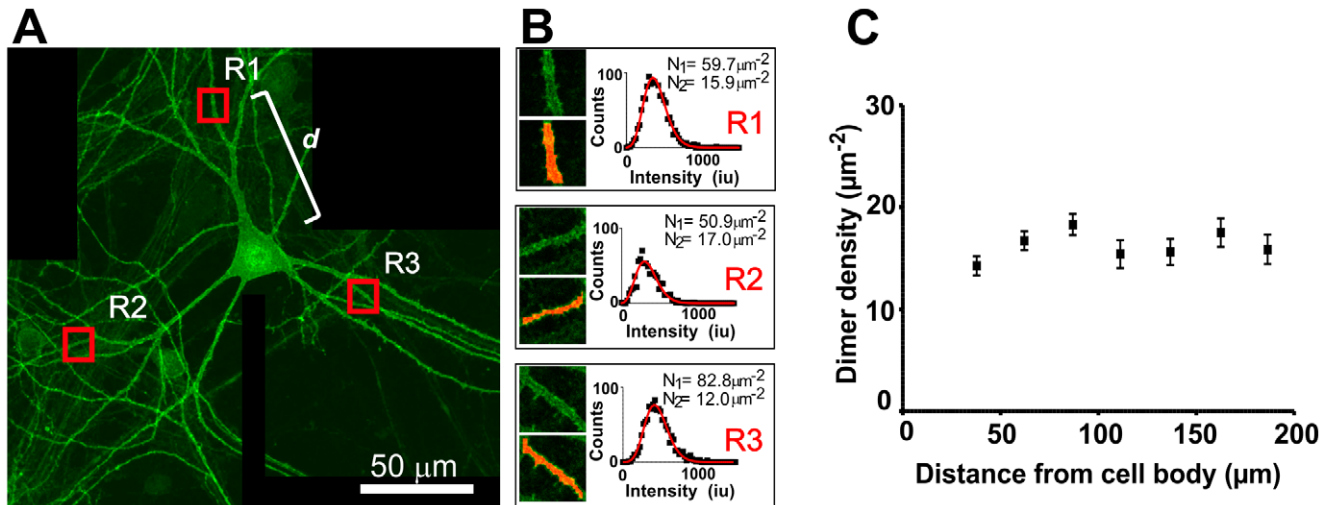 A
R1
d
R3
R2
50 μm
B
N1= 59.7μm-2
N2= 15.9μm-2
R1
100
Counts
0
0 1000
Intensity (iu)
N1= 50.9μm-2
N2= 17.0μm-2
R2
100
Counts
0
0 1000
Intensity (iu)
N1= 82.8μm-2
N2= 12.0μm-2
R3
100
Counts
0
0 1000
Intensity (iu)
C
30
20
10
0
Dimer density (μm-2)
0 50 100 150 200
Distance from cell body (μm)